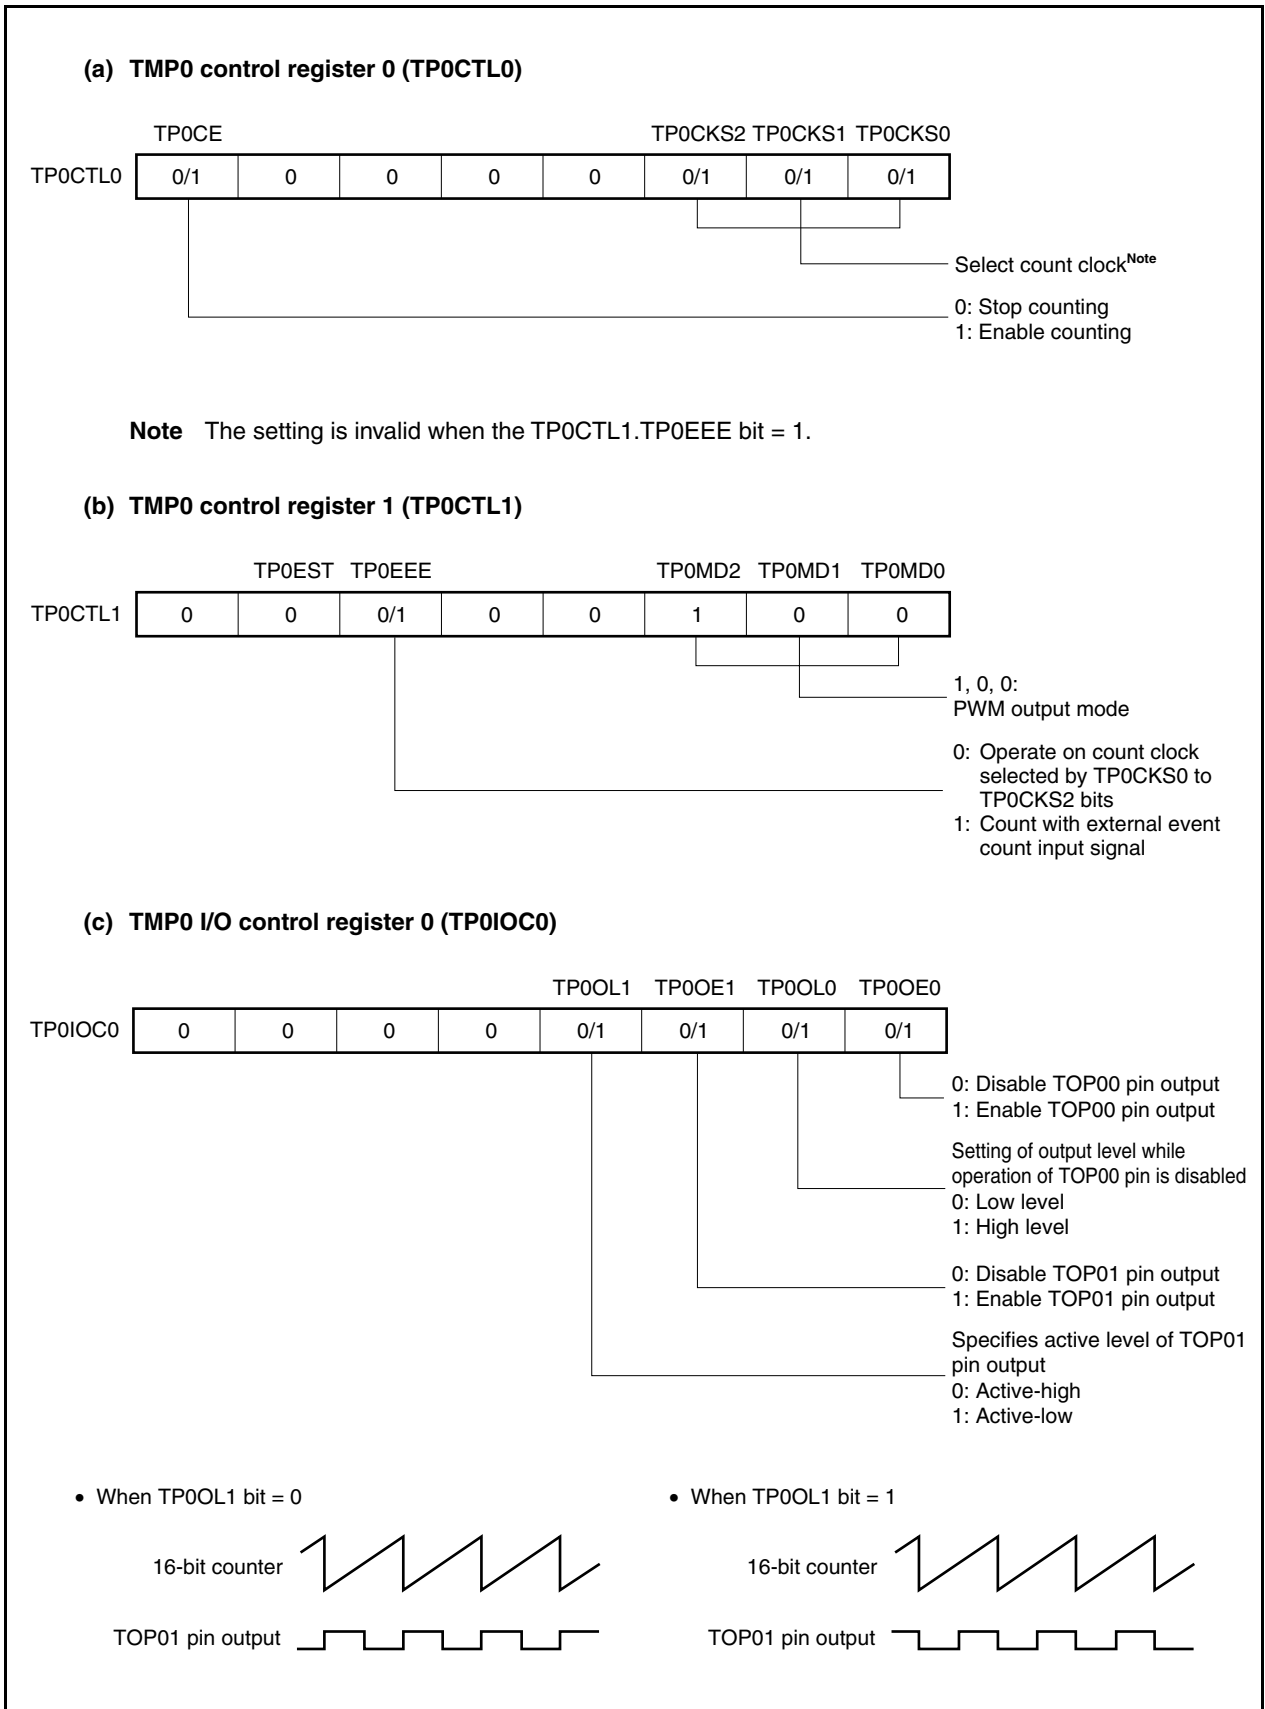 (a) TMP0 control register 0 (TP0CTL0)
TP0CE TP0CKS2 TP0CKS1 TP0CKS0
TP0CTL0 0/1 0 0 0 0 0/1 0/1 0/1
Select count clockNote
0: Stop counting
1: Enable counting
Note The setting is invalid when the TP0CTL1.TP0EEE bit = 1.
(b) TMP0 control register 1 (TP0CTL1)
TP0EST TP0EEE TP0MD2 TP0MD1 TP0MD0
TP0CTL1 0 0 0/1 0 0 1 0 0
1, 0, 0:
PWM output mode
0: Operate on count clock
selected by TP0CKS0 to
TP0CKS2 bits
1: Count with external event
count input signal
(c) TMP0 I/O control register 0 (TP0IOC0)
TP0OL1 TP0OE1 TP0OL0 TP0OE0
TP0IOC0 0 0 0 0 0/1 0/1 0/1 0/1
0: Disable TOP00 pin output
1: Enable TOP00 pin output
Setting of output level while
operation of TOP00 pin is disabled
0: Low level
1: High level
0: Disable TOP01 pin output
1: Enable TOP01 pin output
Specifies active level of TOP01
pin output
0: Active-high
1: Active-low
• When TP0OL1 bit = 0
16-bit counter
TOP01 pin output
• When TP0OL1 bit = 1
16-bit counter
TOP01 pin output